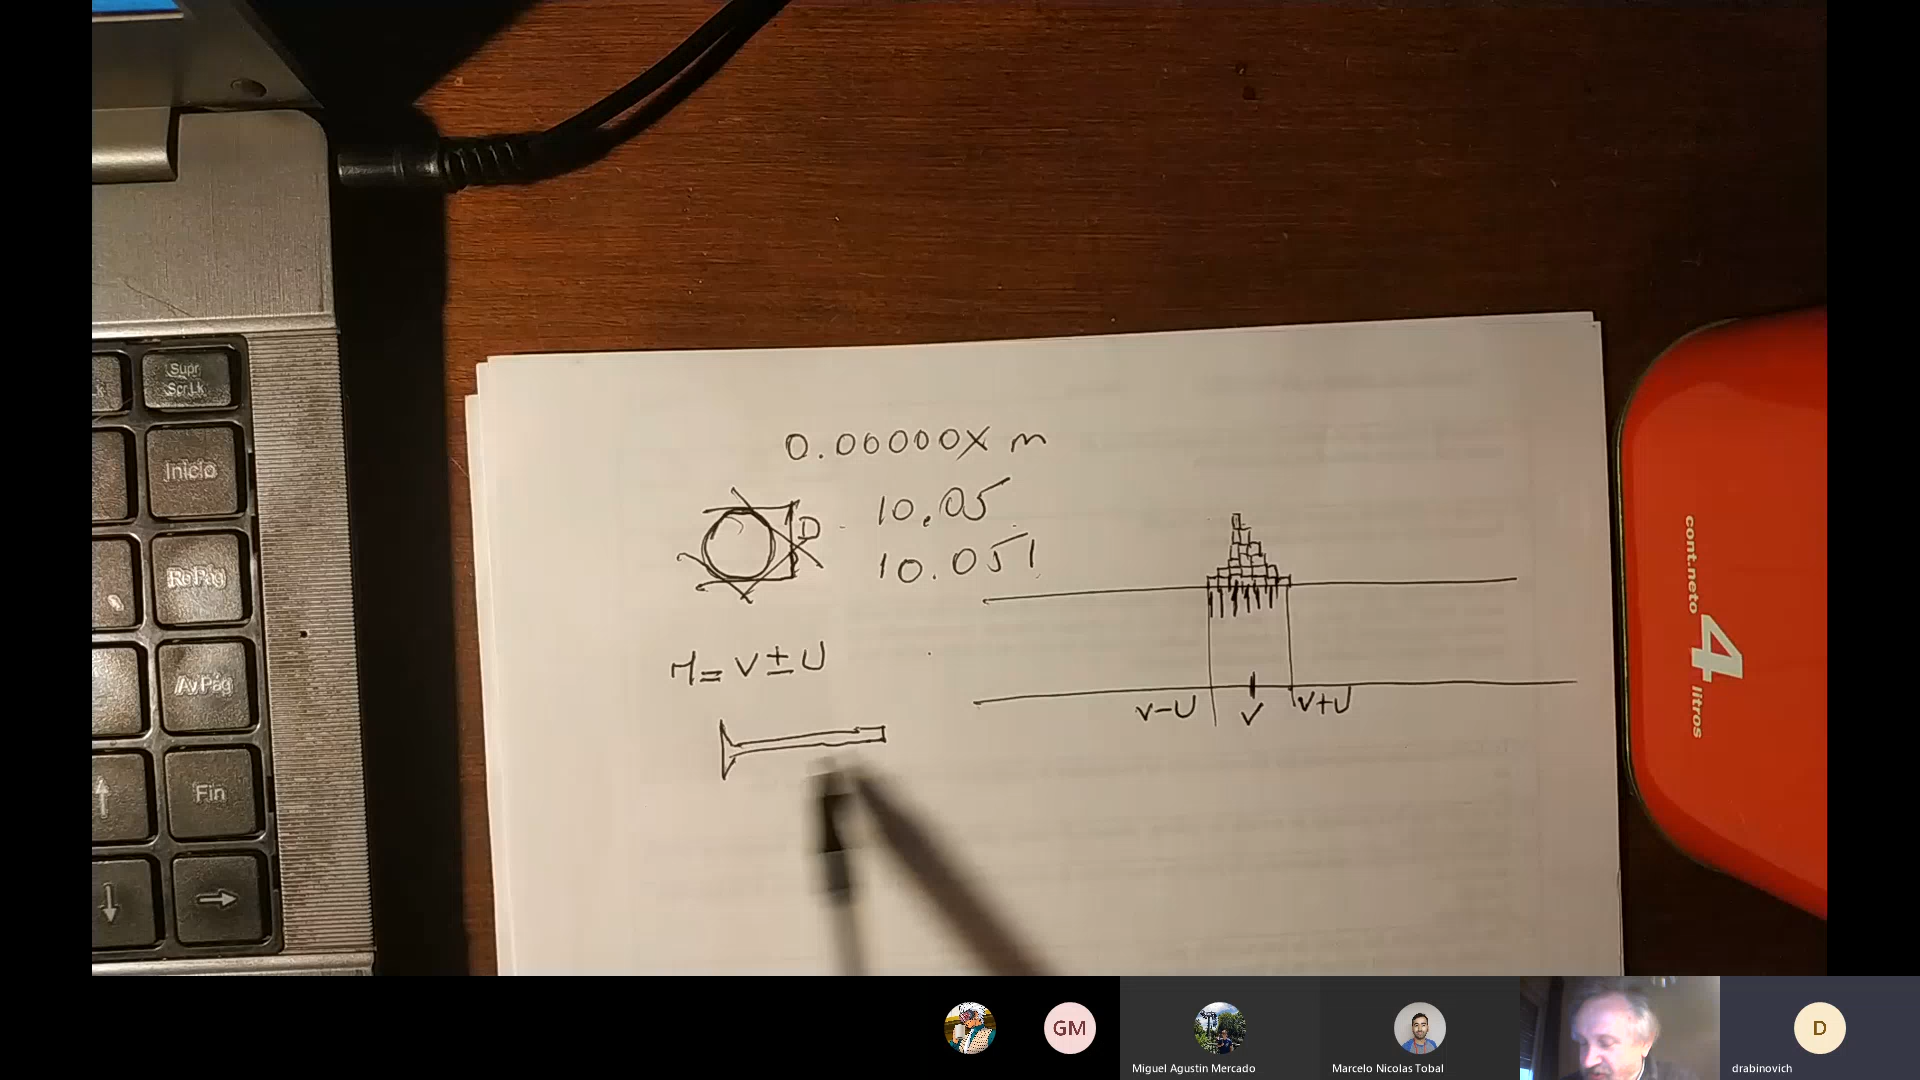 Supr
Scr Lk
Inicio
RePág
AvPág
Fin
0.00000X m
D
10.05
10.051
M = V ± U
V-U
V
V+U
cont.neto
4
litros
GM
Miguel Agustin Mercado
Marcelo Nicolas Tobal
D
drabinovich